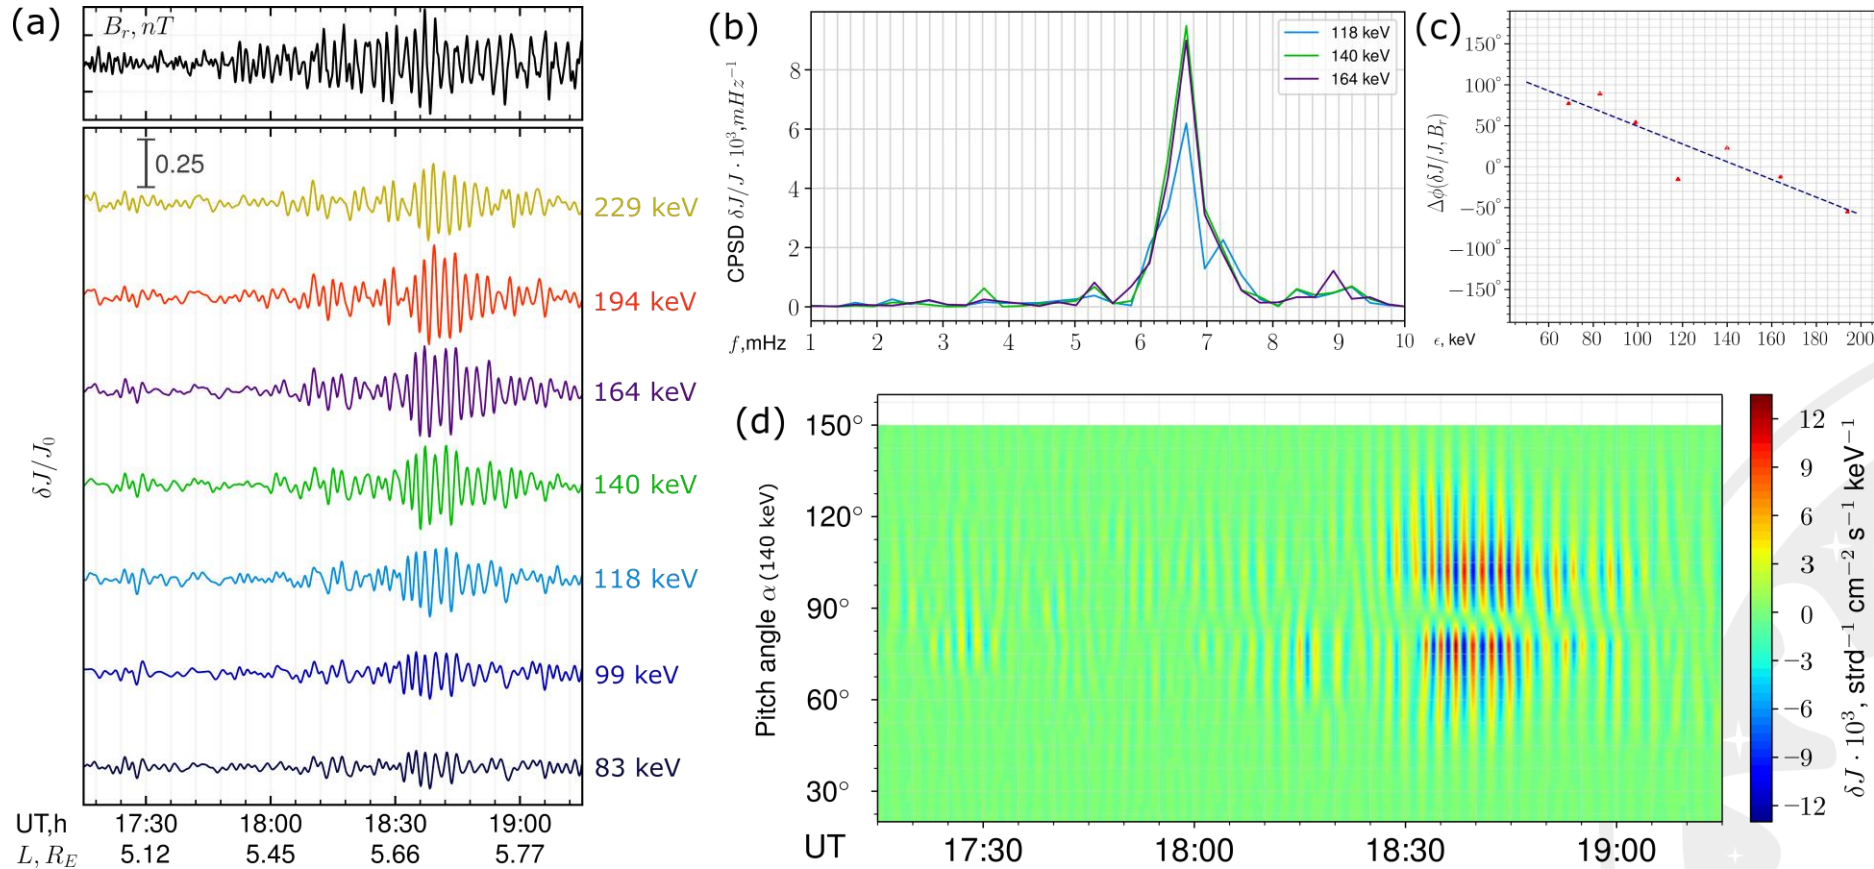 (a)
B_r, nT
0.25
229 keV
194 keV
164 keV
140 keV
118 keV
99 keV
83 keV
δJ/J_0
UT,h 17:30 18:00 18:30 19:00
L, R_E 5.12 5.45 5.66 5.77
(b)
118 keV
140 keV
164 keV
CPSD δJ/J · 10³, mHz⁻¹
8
6
4
2
0
f,mHz 1 2 3 4 5 6 7 8 9 10
(c)
Δϕ(δJ/J, B_r)
150°
100°
50°
0°
−50°
−100°
−150°
ϵ, keV 60 80 100 120 140 160 180 200
(d)
Pitch angle α (140 keV)
150°
120°
90°
60°
30°
UT 17:30 18:00 18:30 19:00
12
9
6
3
0
−3
−6
−9
−12
δJ · 10³, strd⁻¹ cm⁻² s⁻¹ keV⁻¹